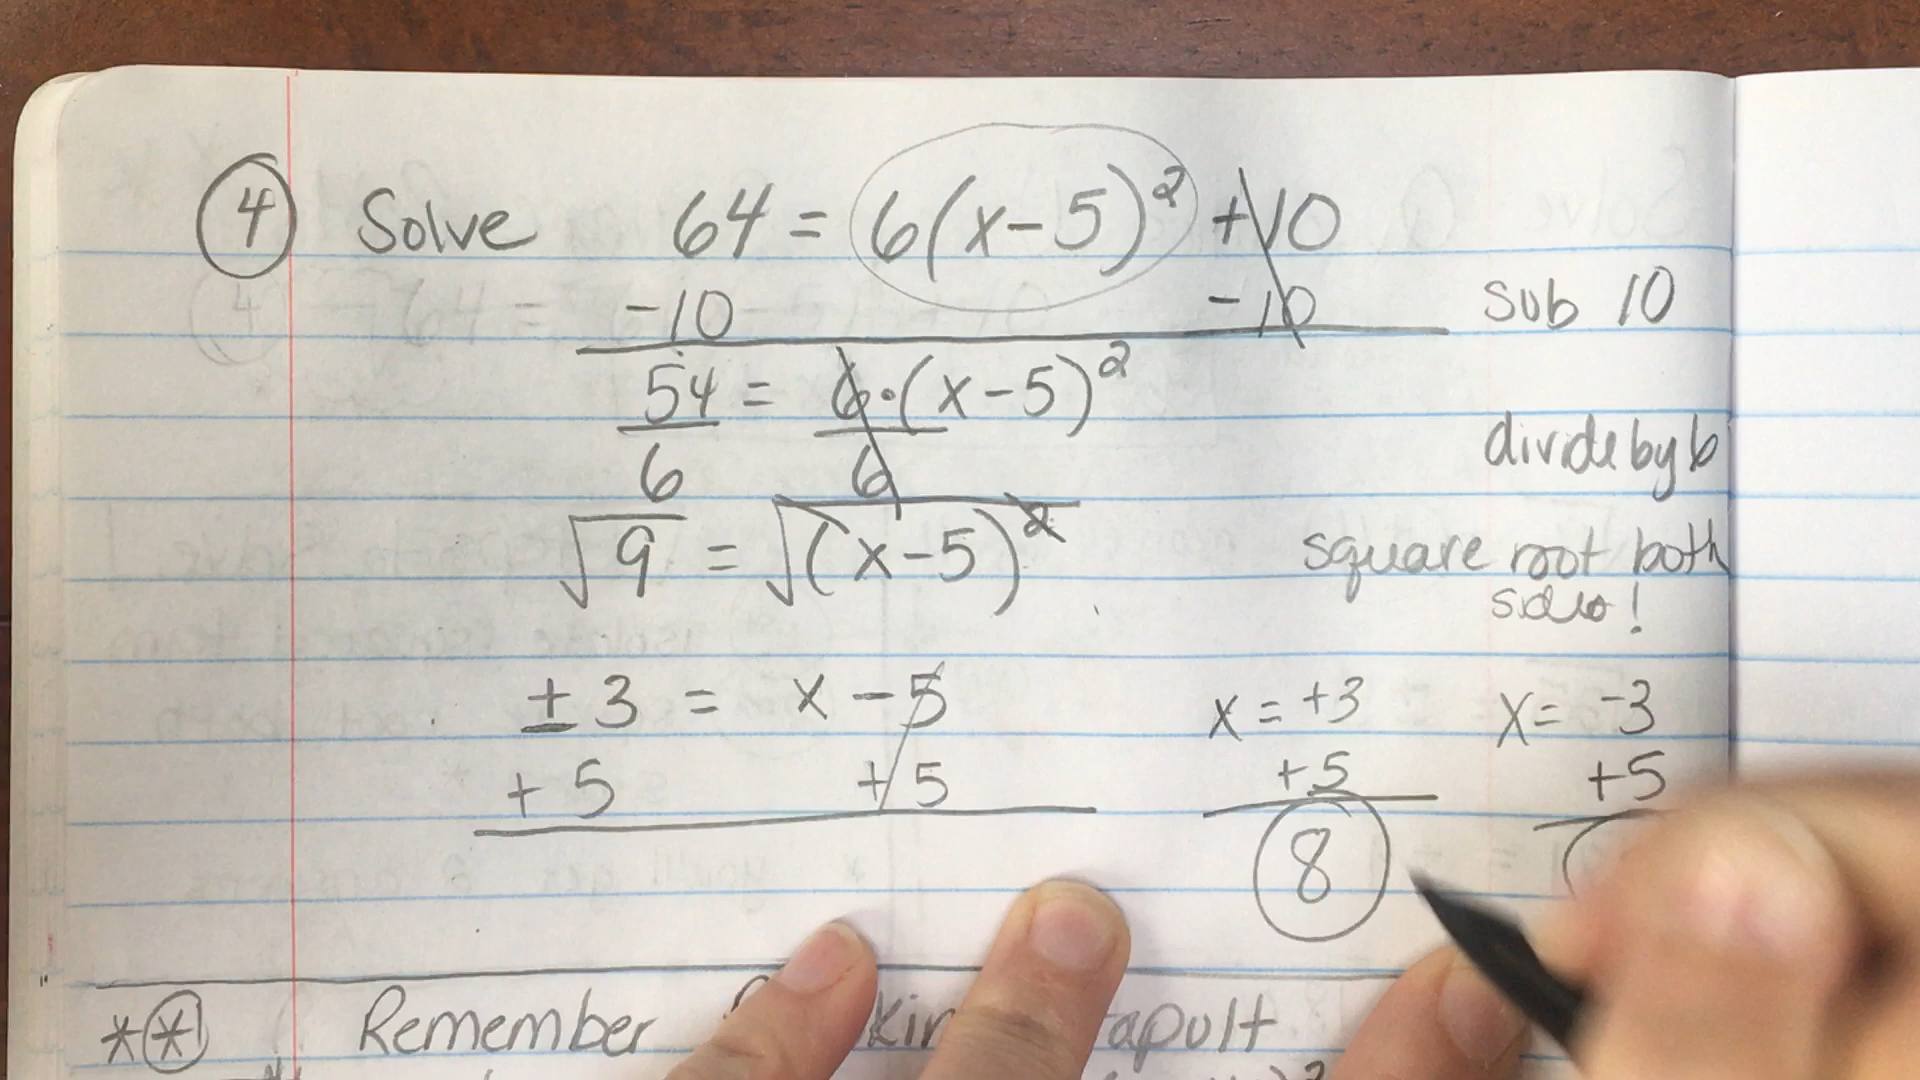 4 Solve 64 = 6(x-5)² +10
-10 -10 sub 10
54 = 6·(x-5)²
6 6 divide by 6
√9 = √(x-5)² square root both
sides!
± 3 = x - 5 x = +3 x = -3
+ 5 + 5 +5 +5
8
** Remember